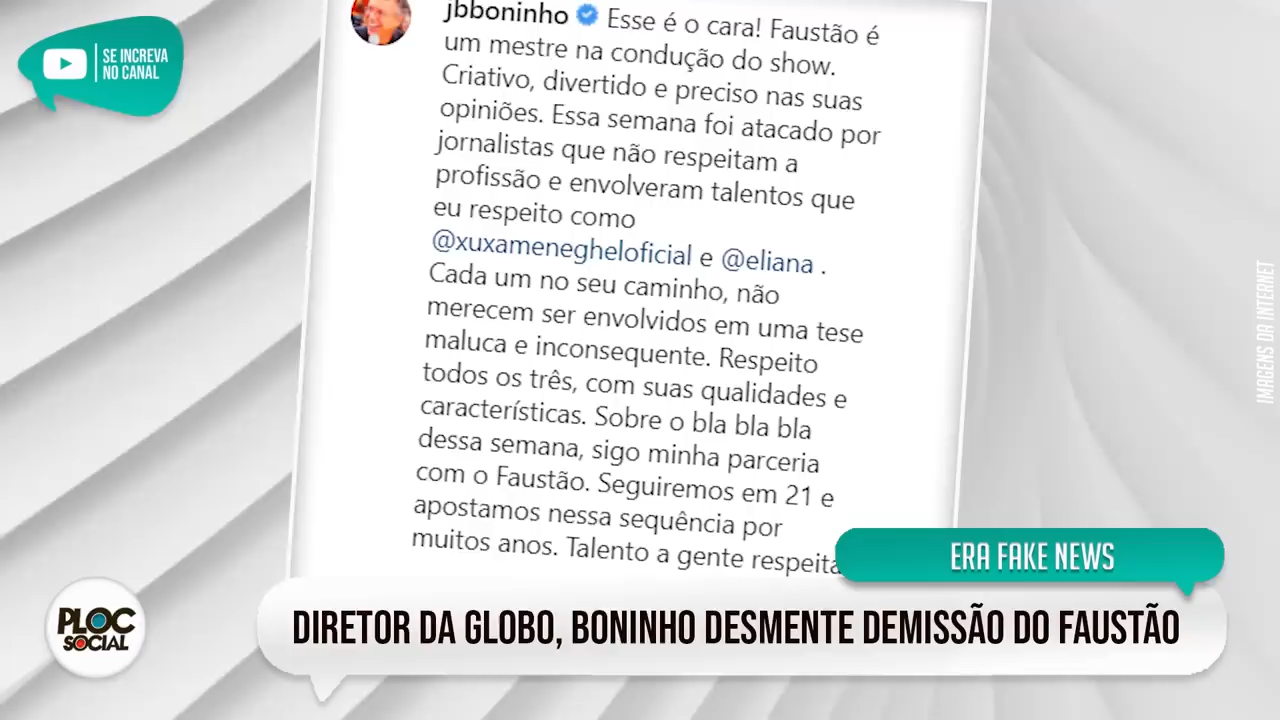 jbboninho Esse é o cara! Faustão é
um mestre na condução do show.
Criativo, divertido e preciso nas suas
opiniões. Essa semana foi atacado por
jornalistas que não respeitam a
profissão e envolveram talentos que
eu respeito como
@xuxamenegheloficial e @eliana .
Cada um no seu caminho, não
merecem ser envolvidos em uma tese
maluca e inconsequente. Respeito
todos os três, com suas qualidades e
características. Sobre o bla bla bla
dessa semana, sigo minha parceria
com o Faustão. Seguiremos em 21 e
apostamos nessa sequência por
muitos anos. Talento a gente respeita
SE INCREVA
NO CANAL
IMAGENS DA INTERNET
ERA FAKE NEWS
DIRETOR DA GLOBO, BONINHO DESMENTE DEMISSÃO DO FAUSTÃO
PLOC
SOCIAL